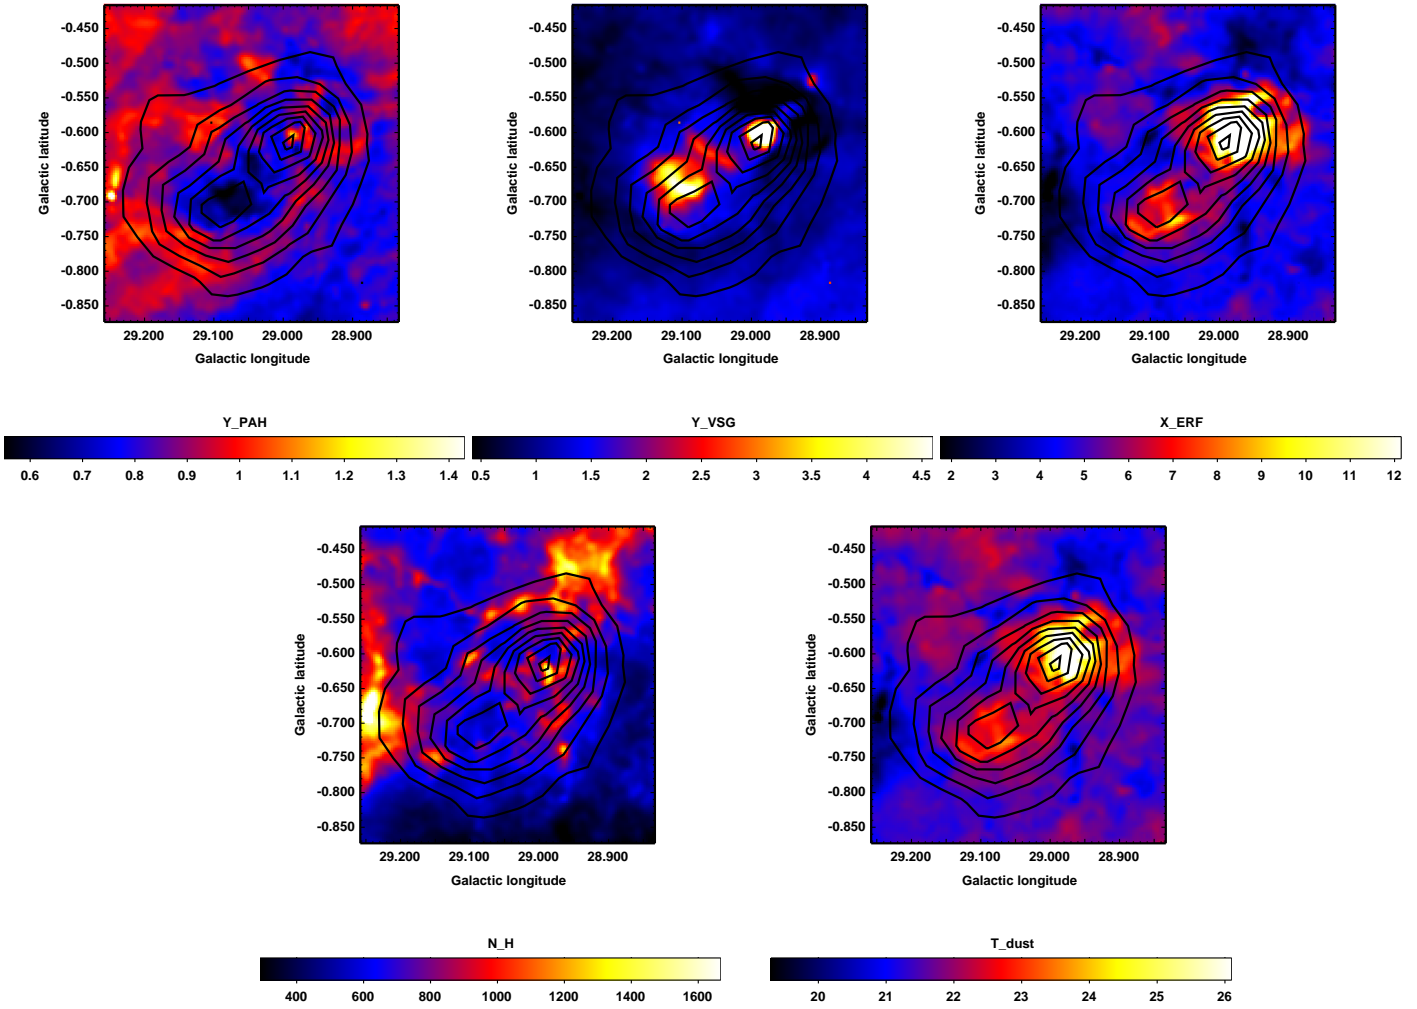 -0.450
-0.500
-0.550
-0.600
-0.650
-0.700
-0.750
-0.800
-0.850
Galactic latitude
29.200 29.100 29.000 28.900
Galactic longitude
-0.450
-0.500
-0.550
-0.600
-0.650
-0.700
-0.750
-0.800
-0.850
Galactic latitude
29.200 29.100 29.000 28.900
Galactic longitude
-0.450
-0.500
-0.550
-0.600
-0.650
-0.700
-0.750
-0.800
-0.850
Galactic latitude
29.200 29.100 29.000 28.900
Galactic longitude
Y_PAH
0.6 0.7 0.8 0.9 1 1.1 1.2 1.3 1.4
Y_VSG
0.5 1 1.5 2 2.5 3 3.5 4 4.5
X_ERF
2 3 4 5 6 7 8 9 10 11 12
-0.450
-0.500
-0.550
-0.600
-0.650
-0.700
-0.750
-0.800
-0.850
Galactic latitude
29.200 29.100 29.000 28.900
Galactic longitude
-0.450
-0.500
-0.550
-0.600
-0.650
-0.700
-0.750
-0.800
-0.850
Galactic latitude
29.200 29.100 29.000 28.900
Galactic longitude
N_H
400 600 800 1000 1200 1400 1600
T_dust
20 21 22 23 24 25 26